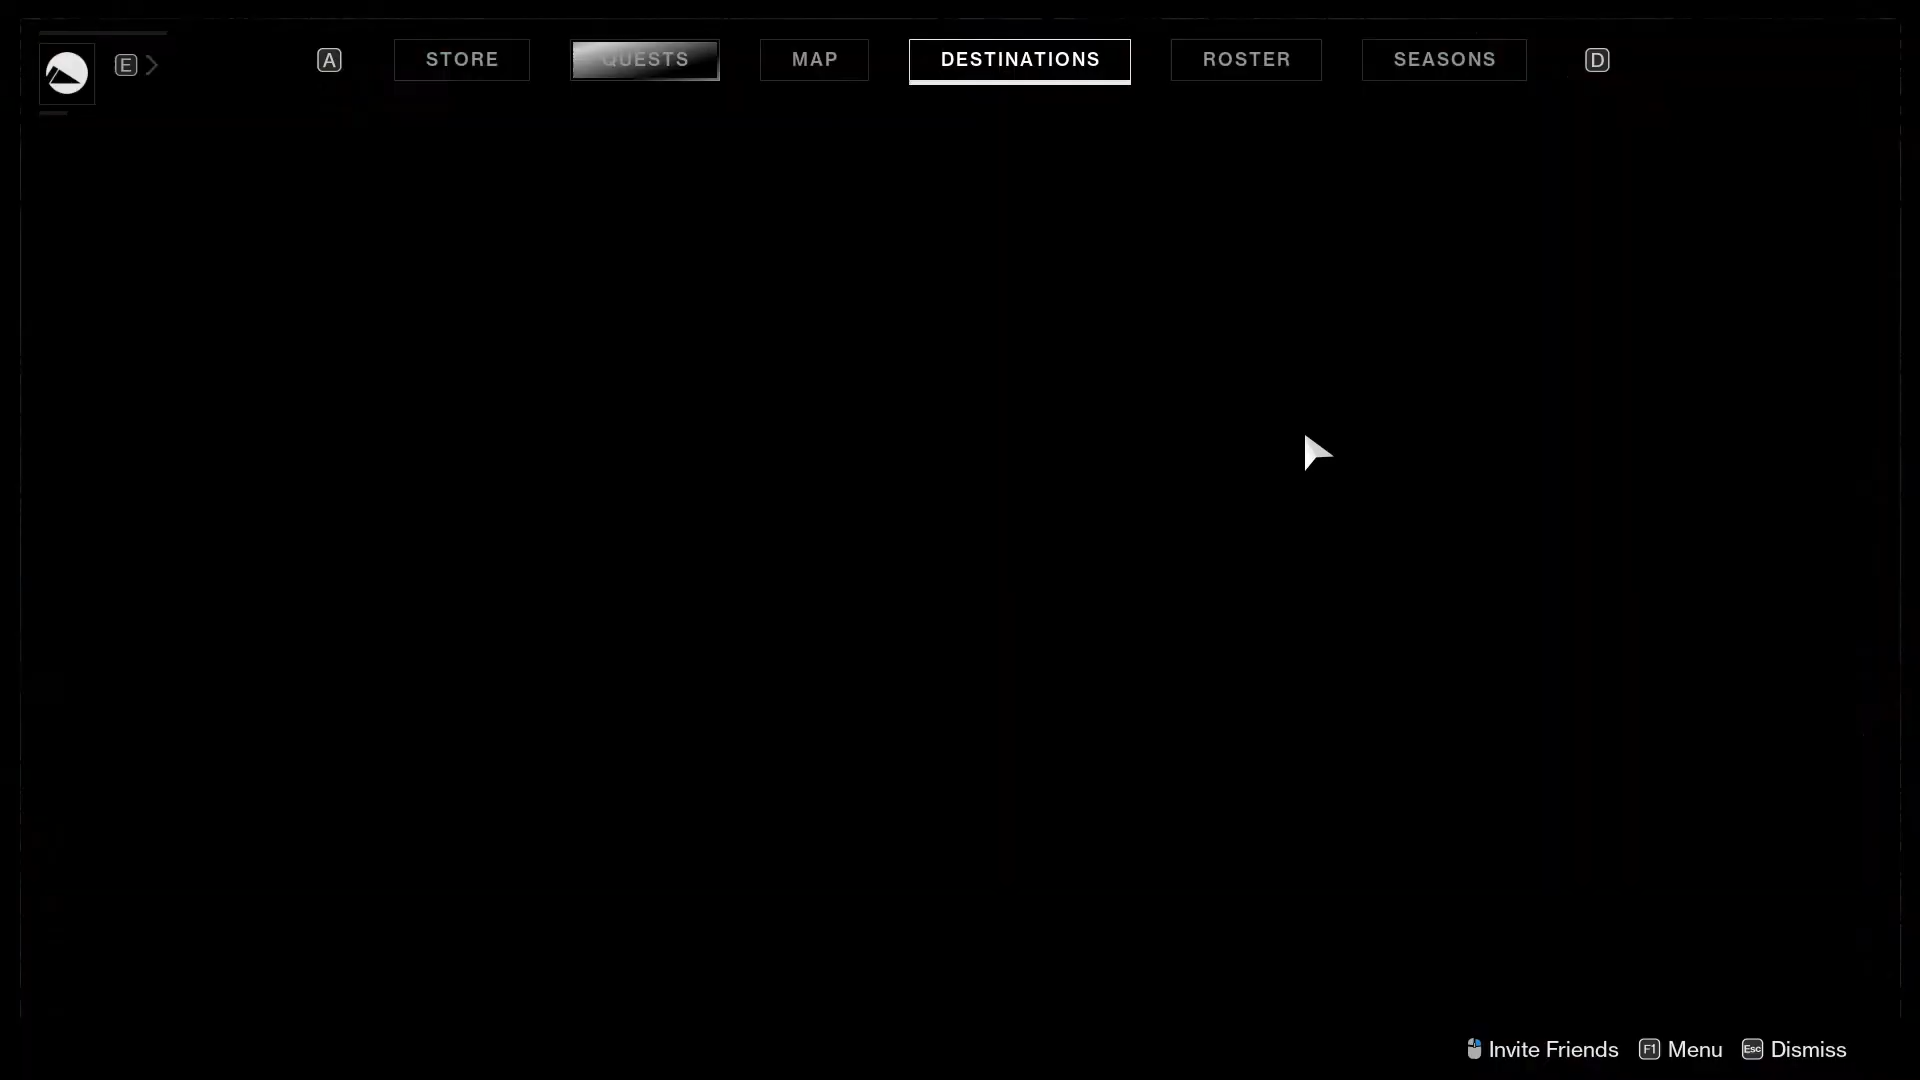 E
A
STORE
QUESTS
MAP
DESTINATIONS
ROSTER
SEASONS
D
Invite Friends
F1 Menu
Esc Dismiss